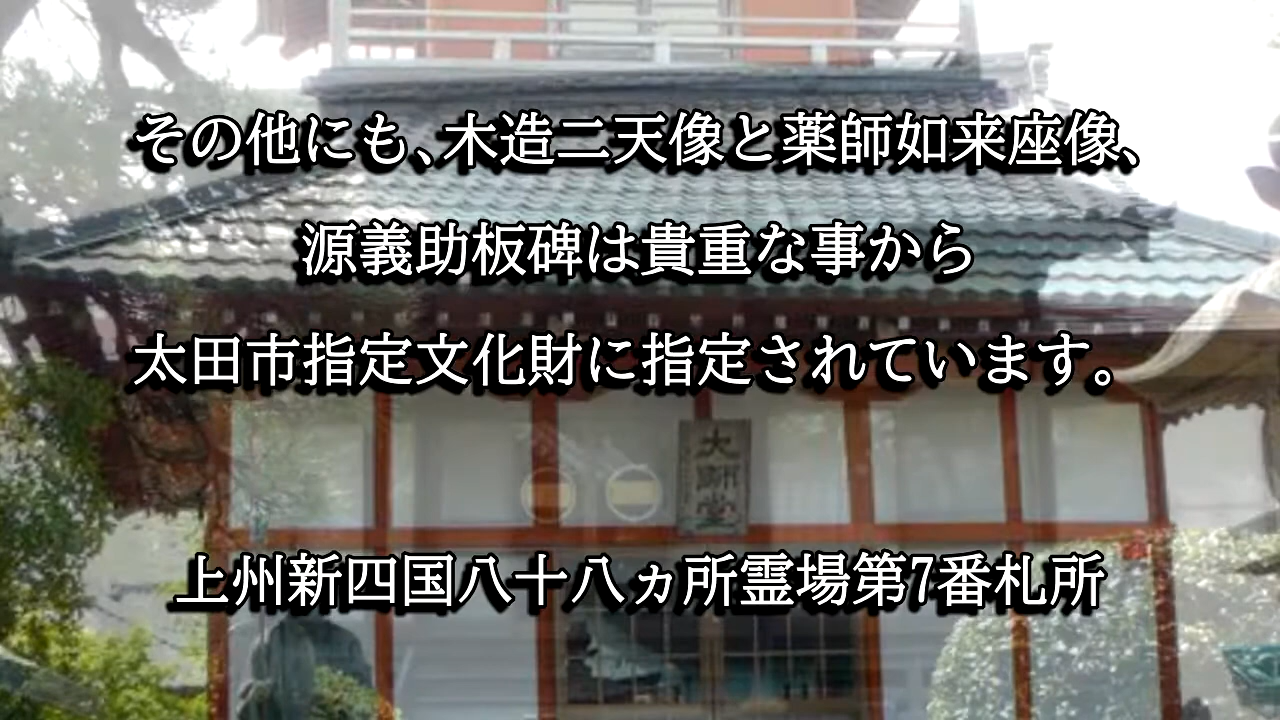 その他にも、木造二天像と薬師如来座像、
源義助板碑は貴重な事から
太田市指定文化財に指定されています。
大師堂
上州新四国八十八ヵ所霊場第7番札所